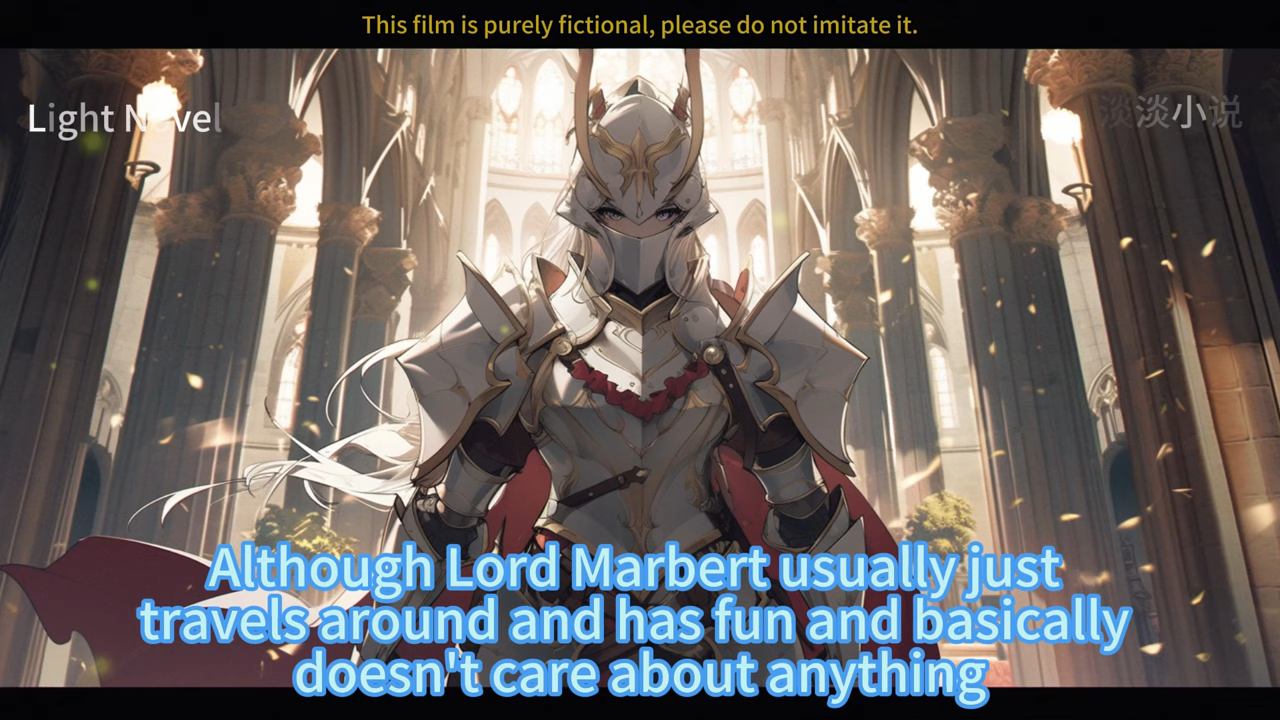 This film is purely fictional, please do not imitate it.
Light Novel
淡淡小说
Although Lord Marbert usually just
travels around and has fun and basically
doesn't care about anything